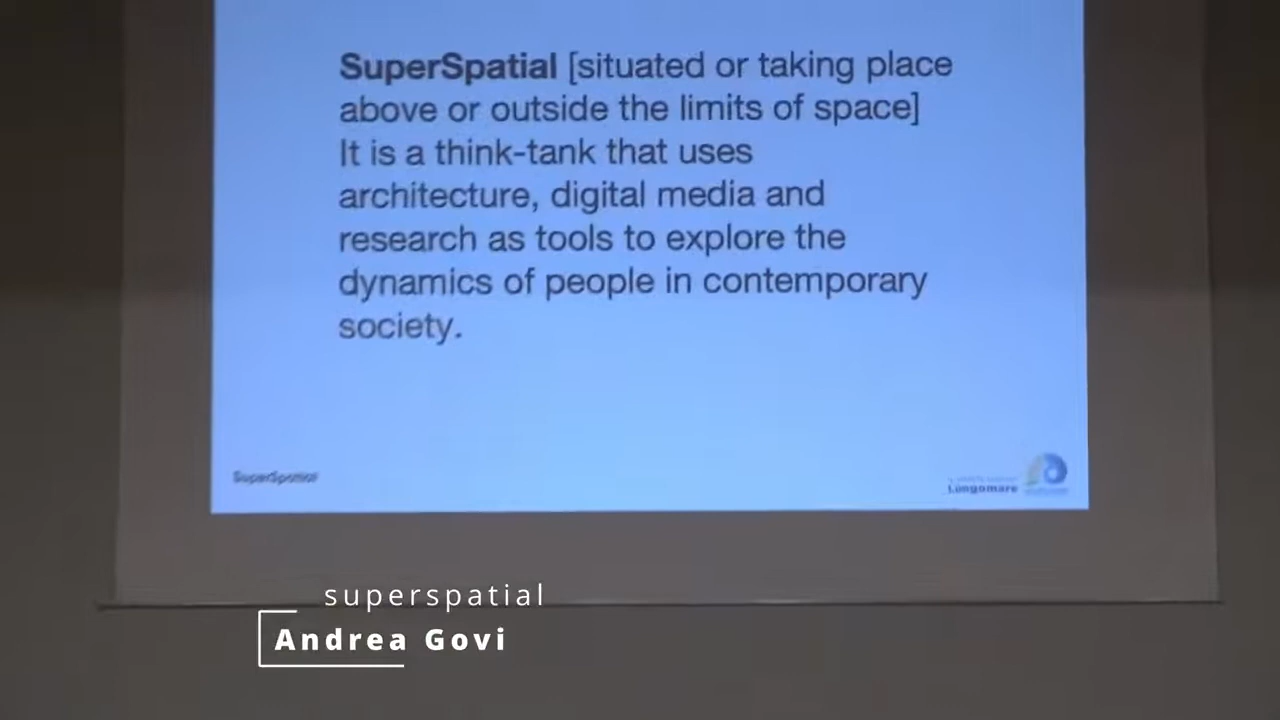 SuperSpatial [situated or taking place
above or outside the limits of space]
It is a think-tank that uses
architecture, digital media and
research as tools to explore the
dynamics of people in contemporary
society.
SuperSpatial
Lungomare
superspatial
Andrea Govi